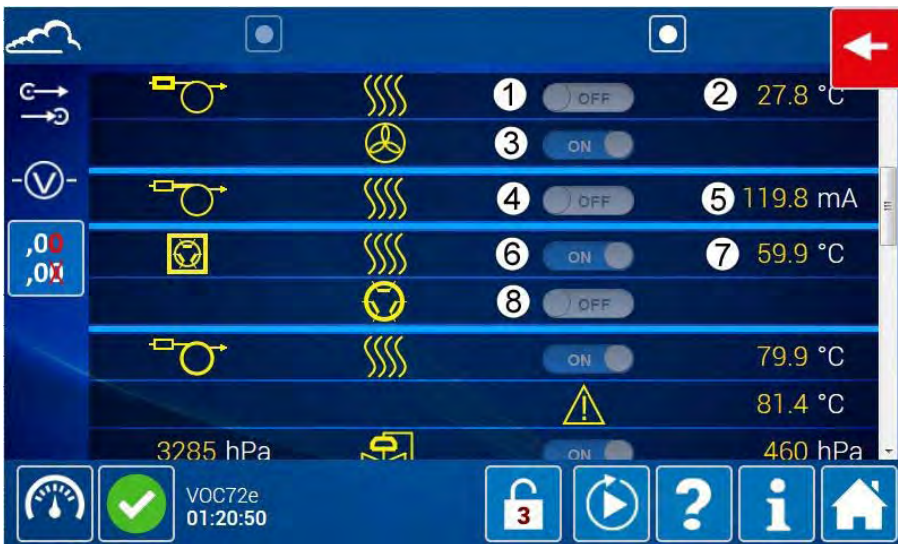 1 OFF 2 27.8 °C
3 ON
4 OFF 5 119.8 mA
6 ON 7 59.9 °C
,00
,0X
8 OFF
ON 79.9 °C
81.4 °C
3285 hPa ON 460 hPa
VOC72e
01:20:50
3 ? i